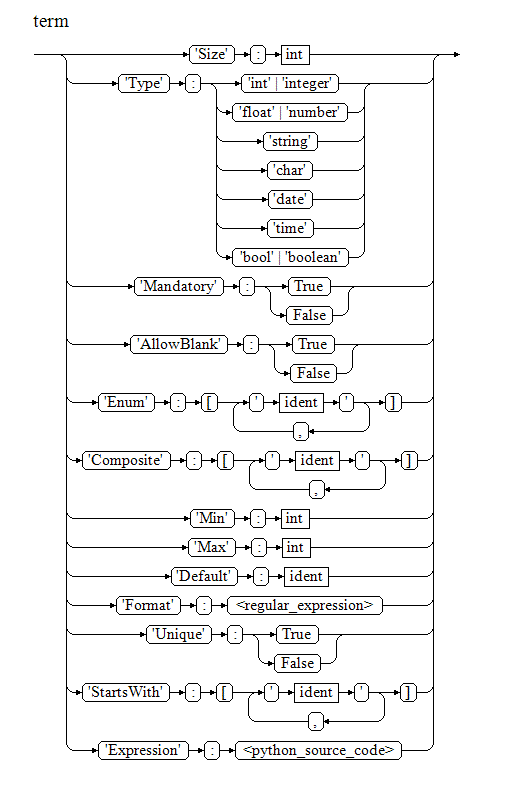 term
'Size' : int
'Type' : 'int' | 'integer'
'float' | 'number'
'string'
'char'
'date'
'time'
'bool' | 'boolean'
'Mandatory' : True
False
'AllowBlank' : True
False
'Enum' : [ ' ident ' ]
,
'Composite' : [ ' ident ' ]
,
'Min' : int
'Max' : int
'Default' : ident
'Format' : <regular_expression>
'Unique' : True
False
'StartsWith' : [ ' ident ' ]
,
'Expression' : <python_source_code>